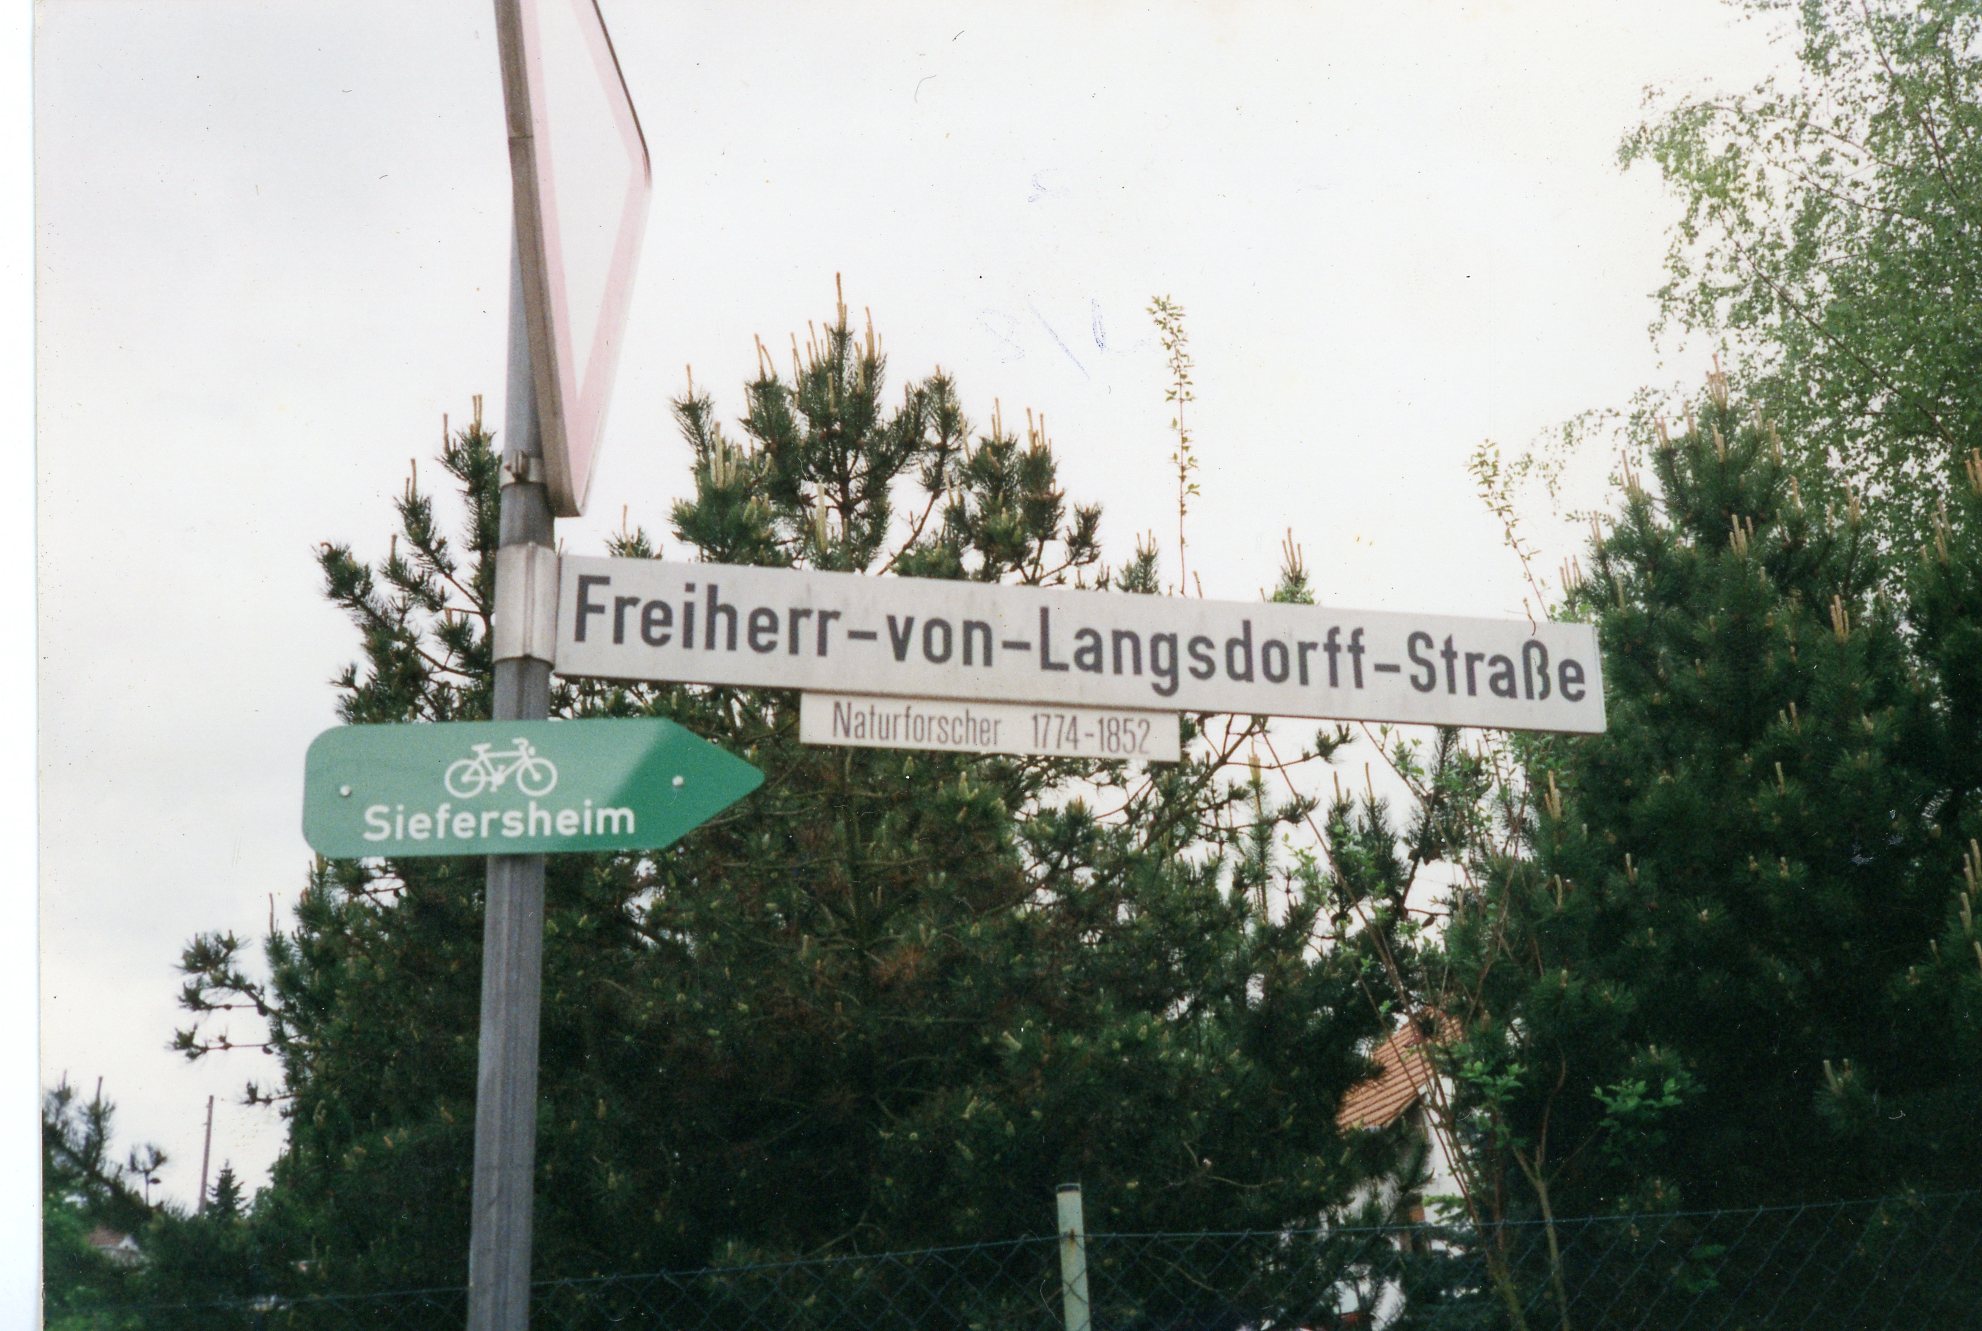 Freiherr-von-Langsdorff-Straße
Naturforscher 1774-1852
Siefersheim